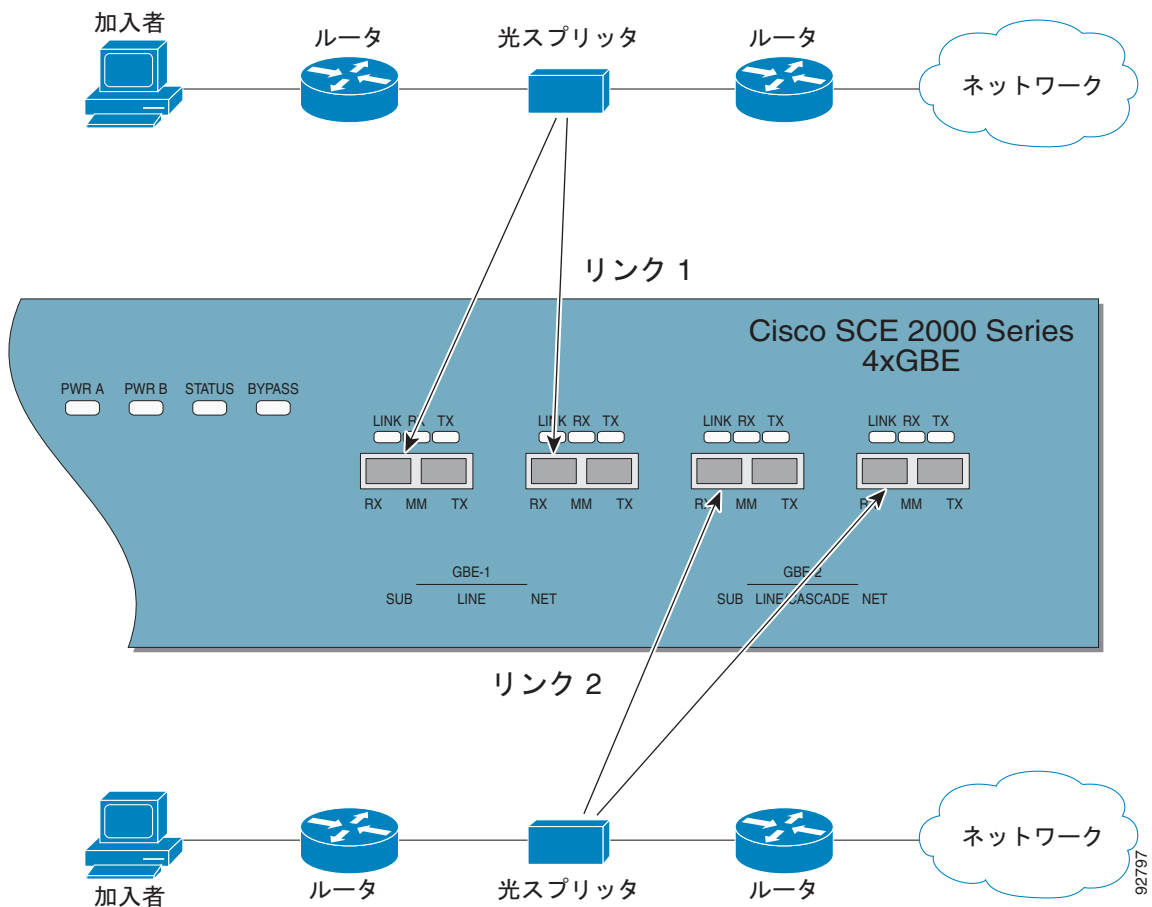 加入者
ルータ
光スプリッタ
ルータ
ネットワーク
リンク 1
Cisco SCE 2000 Series
4xGBE
PWR A PWR B STATUS BYPASS
LINK RX TX LINK RX TX LINK RX TX LINK RX TX
RX MM TX RX MM TX RX MM TX RX MM TX
GBE-1 GBE-2
SUB LINE NET SUB LINE/CASCADE NET
リンク 2
ネットワーク
加入者
ルータ
光スプリッタ
ルータ
92797